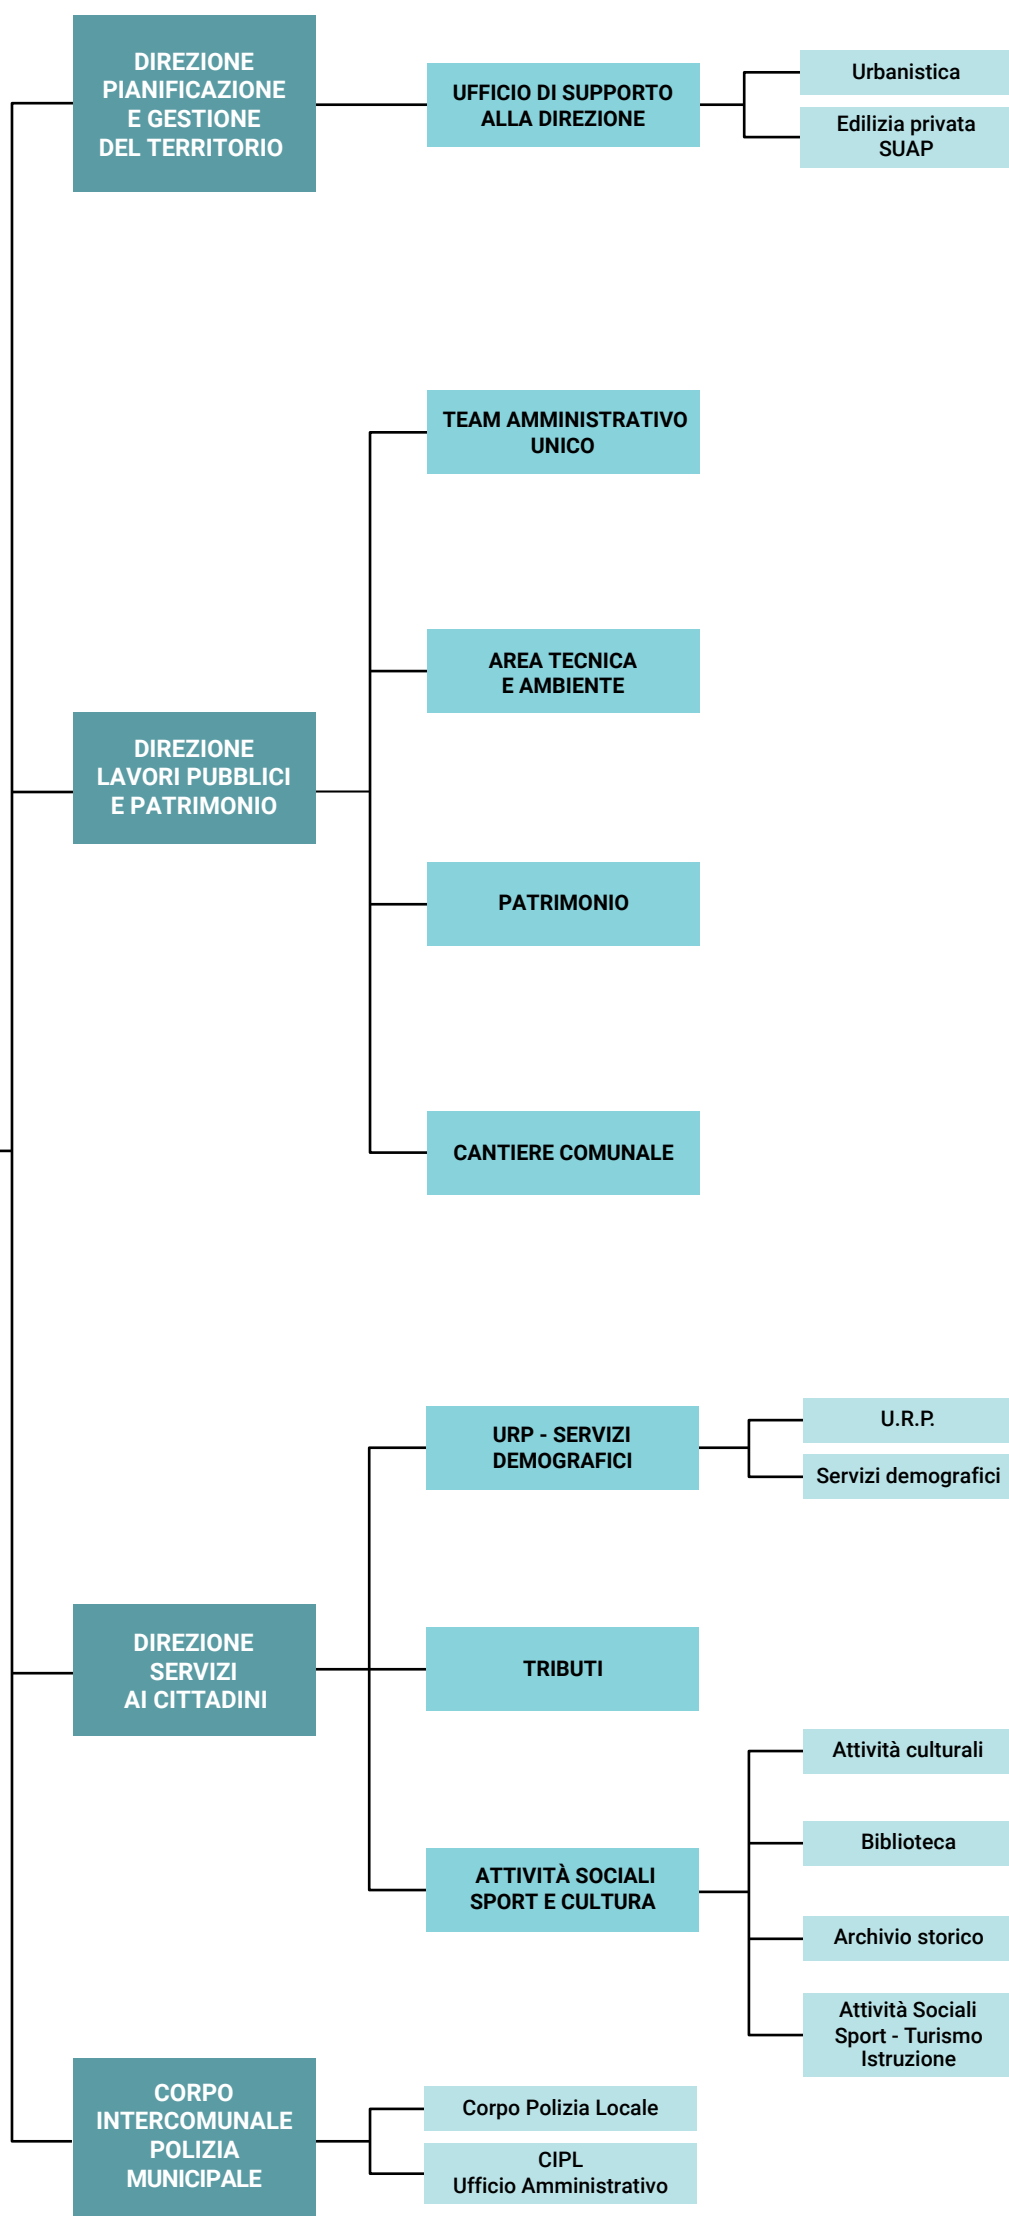 DIREZIONE
PIANIFICAZIONE
E GESTIONE
DEL TERRITORIO
UFFICIO DI SUPPORTO
ALLA DIREZIONE
Urbanistica
Edilizia privata
SUAP
DIREZIONE
LAVORI PUBBLICI
E PATRIMONIO
TEAM AMMINISTRATIVO
UNICO
AREA TECNICA
E AMBIENTE
PATRIMONIO
CANTIERE COMUNALE
DIREZIONE
SERVIZI
AI CITTADINI
URP - SERVIZI
DEMOGRAFICI
U.R.P.
Servizi demografici
TRIBUTI
ATTIVITÀ SOCIALI
SPORT E CULTURA
Attività culturali
Biblioteca
Archivio storico
Attività Sociali
Sport - Turismo
Istruzione
CORPO
INTERCOMUNALE
POLIZIA
MUNICIPALE
Corpo Polizia Locale
CIPL
Ufficio Amministrativo